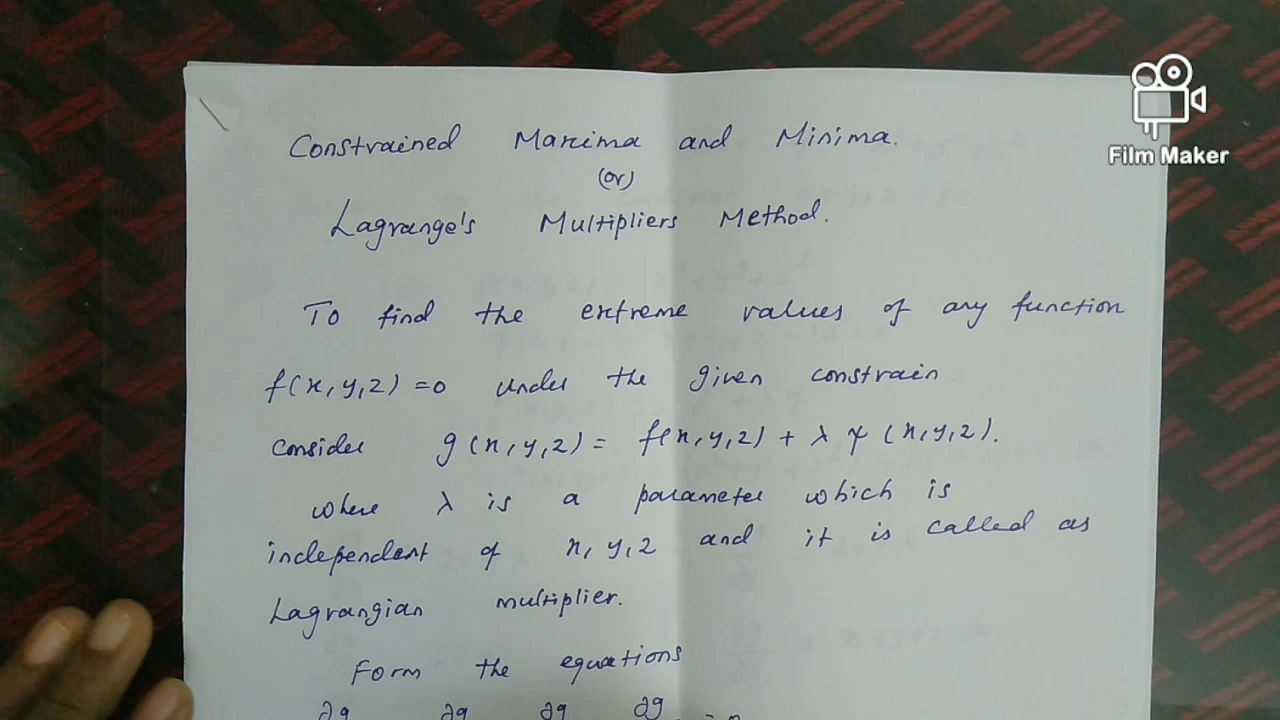 Constrained Maxima and Minima.
(or)
Lagrange's Multipliers Method.
To find the extreme values of any function
f(x,y,z) =0 under the given constrain
consider g(x,y,z) = f(x,y,z) + λ ψ (x,y,z).
where λ is a parameter which is
independent of x, y, z and it is called as
Lagrangian multiplier.
Form the equations
∂g ∂g ∂g ∂g
Film Maker